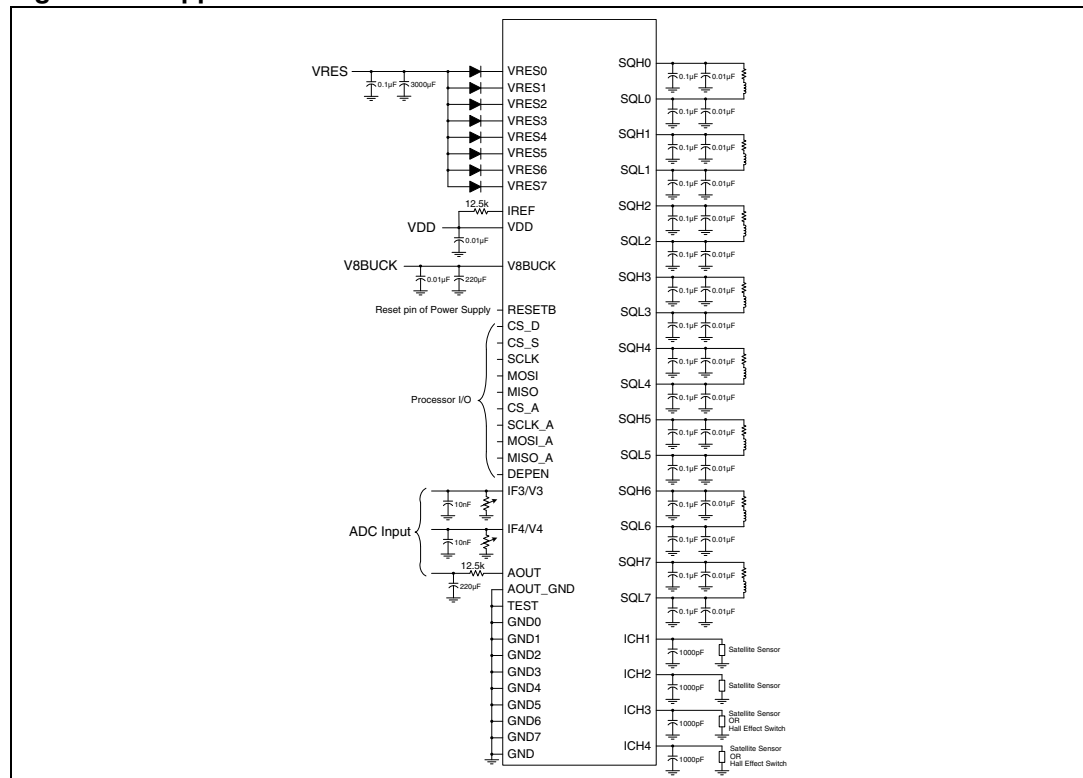 VRES
0.1µF
3000µF
VRES0
VRES1
VRES2
VRES3
VRES4
VRES5
VRES6
VRES7
12.5k
IREF
VDD
VDD
0.01µF
V8BUCK
V8BUCK
0.01µF
220µF
Reset pin of Power Supply
RESETB
CS_D
CS_S
SCLK
MOSI
MISO
Processor I/O
CS_A
SCLK_A
MOSI_A
MISO_A
DEPEN
IF3/V3
10nF
ADC Input
IF4/V4
10nF
12.5k
AOUT
220µF
AOUT_GND
TEST
GND0
GND1
GND2
GND3
GND4
GND5
GND6
GND7
GND
SQH0
0.1µF
0.01µF
SQL0
0.1µF
0.01µF
SQH1
0.1µF
0.01µF
SQL1
0.1µF
0.01µF
SQH2
0.1µF
0.01µF
SQL2
0.1µF
0.01µF
SQH3
0.1µF
0.01µF
SQL3
0.1µF
0.01µF
SQH4
0.1µF
0.01µF
SQL4
0.1µF
0.01µF
SQH5
0.1µF
0.01µF
SQL5
0.1µF
0.01µF
SQH6
0.1µF
0.01µF
SQL6
0.1µF
0.01µF
SQH7
0.1µF
0.01µF
SQL7
0.1µF
0.01µF
ICH1
1000pF
Satellite Sensor
ICH2
1000pF
Satellite Sensor
ICH3
1000pF
Satellite Sensor
OR
Hall Effect Switch
ICH4
1000pF
Satellite Sensor
OR
Hall Effect Switch